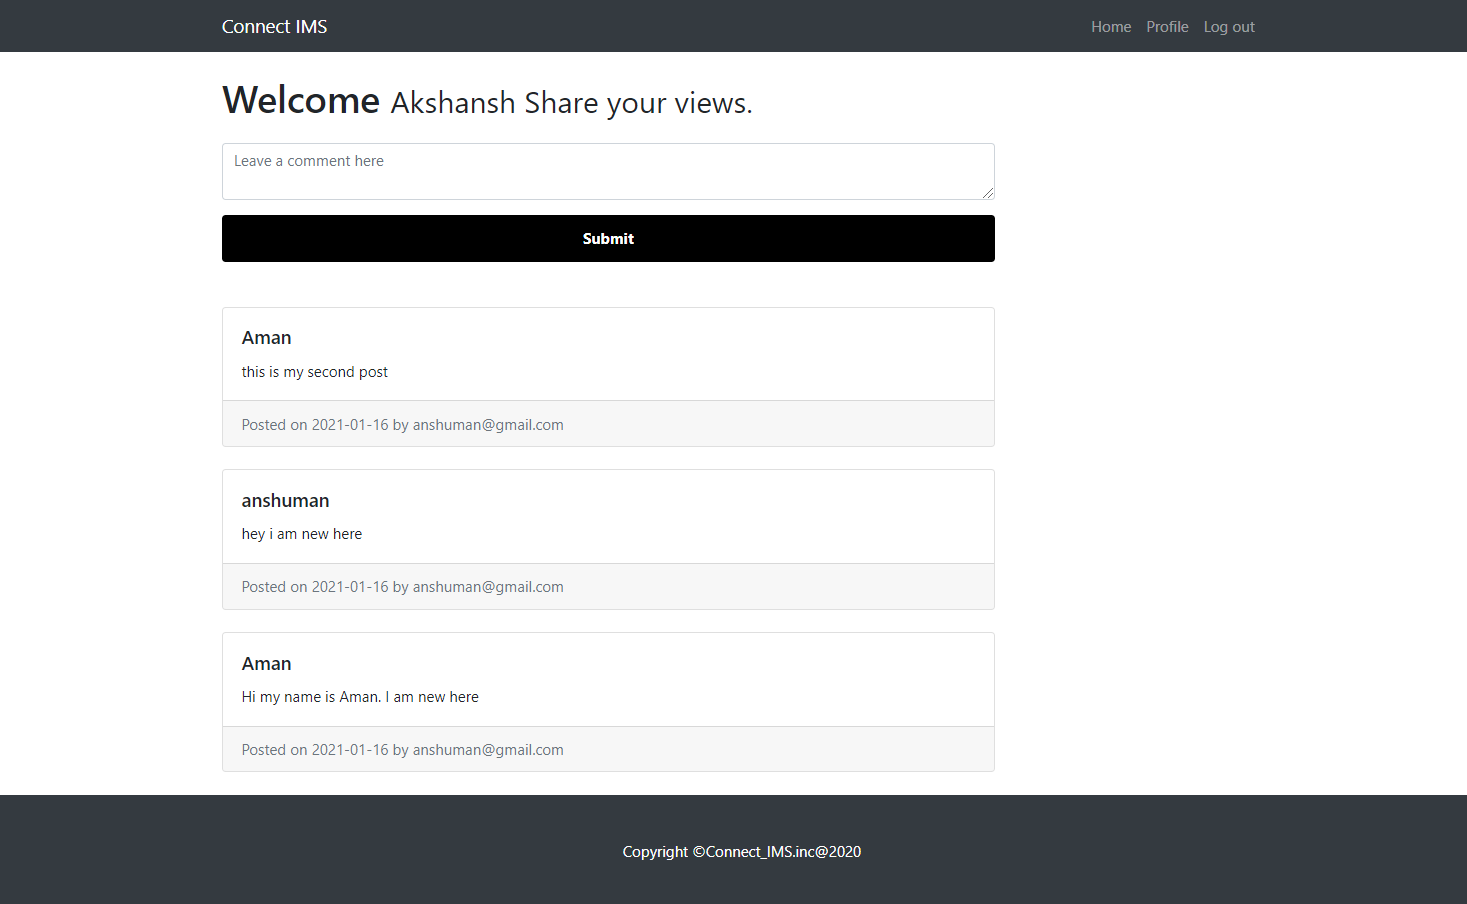 Connect IMS Home Profile Log out
Welcome Akshansh Share your views.
Leave a comment here
Submit
Aman
this is my second post
Posted on 2021-01-16 by anshuman@gmail.com
anshuman
hey i am new here
Posted on 2021-01-16 by anshuman@gmail.com
Aman
Hi my name is Aman. I am new here
Posted on 2021-01-16 by anshuman@gmail.com
Copyright ©Connect_IMS.inc@2020